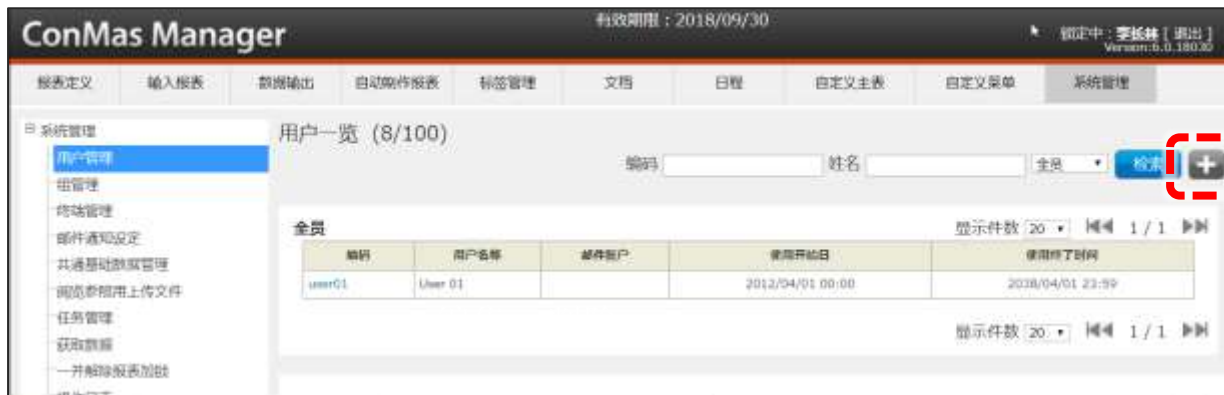 ConMas Manager
有效期限：2018/09/30
锁定中：李长林 [ 退出 ]
Version:6.0.18030
报表定义 输入报表 数据输出 自动制作报表 标签管理 文档 日程 自定义主表 自定义菜单 系统管理
系统管理
用户管理
组管理
终端管理
邮件通知设定
共通基础数据管理
阅览参照用上传文件
任务管理
获取数据
一并解除报表加锁
用户一览 (8/100)
编码 姓名 全员 检索
全员
显示件数 20 1 / 1
编码 用户名称 邮件账户 使用开始日 使用终了时间
user01 User 01 2012/04/01 00:00 2038/04/01 23:59
显示件数 20 1 / 1